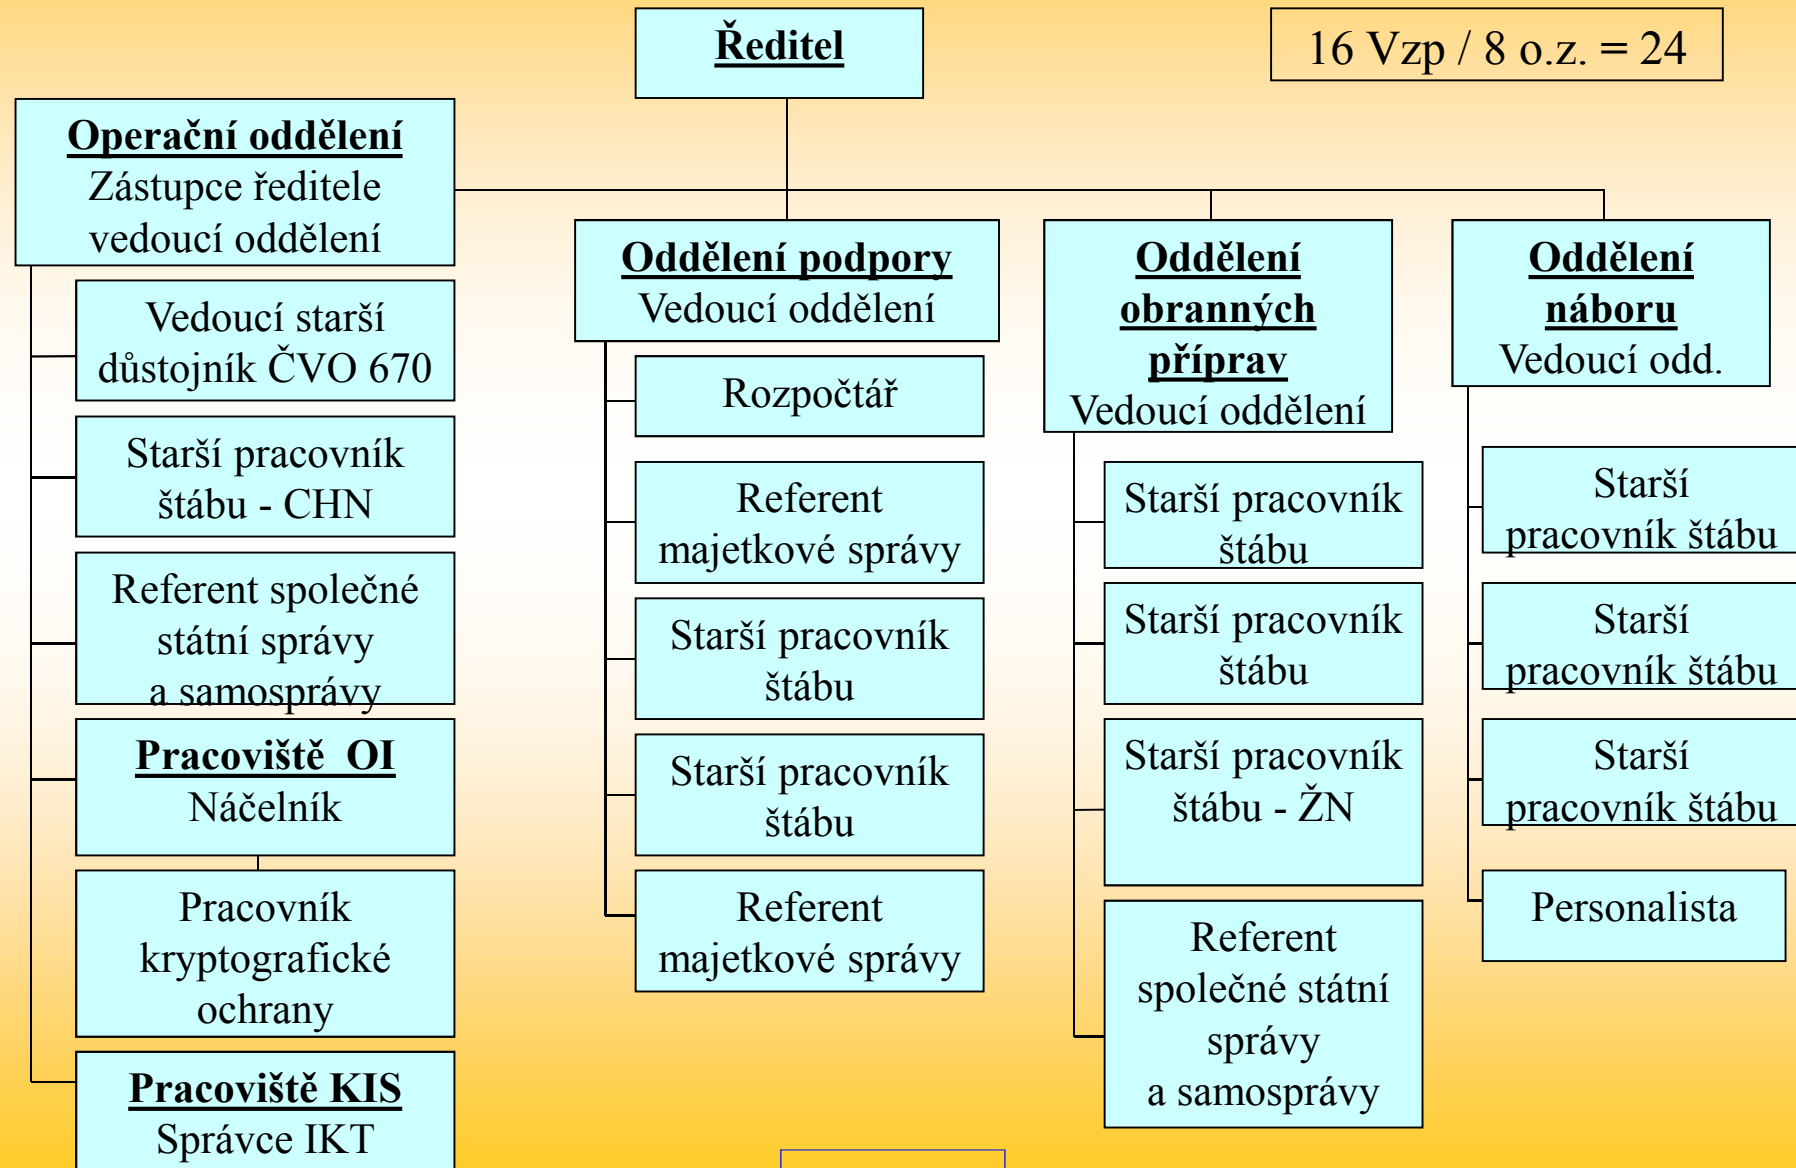 Ředitel
16 Vzp / 8 o.z. = 24
Operační oddělení
Zástupce ředitele
vedoucí oddělení
Vedoucí starší
důstojník ČVO 670
Starší pracovník
štábu - CHN
Referent společné
státní správy
a samosprávy
Pracoviště  OI
Náčelník
Pracovník
kryptografické
ochrany
Pracoviště KIS
Správce IKT
Oddělení podpory
Vedoucí oddělení
Rozpočtář
Referent
majetkové správy
Starší pracovník
štábu
Starší pracovník
štábu
Referent
majetkové správy
Oddělení
obranných
příprav
Vedoucí oddělení
Starší pracovník
štábu
Starší pracovník
štábu
Starší pracovník
štábu - ŽN
Referent
společné státní
správy
a samosprávy
Oddělení
náboru
Vedoucí odd.
Starší
pracovník štábu
Starší
pracovník štábu
Starší
pracovník štábu
Personalista